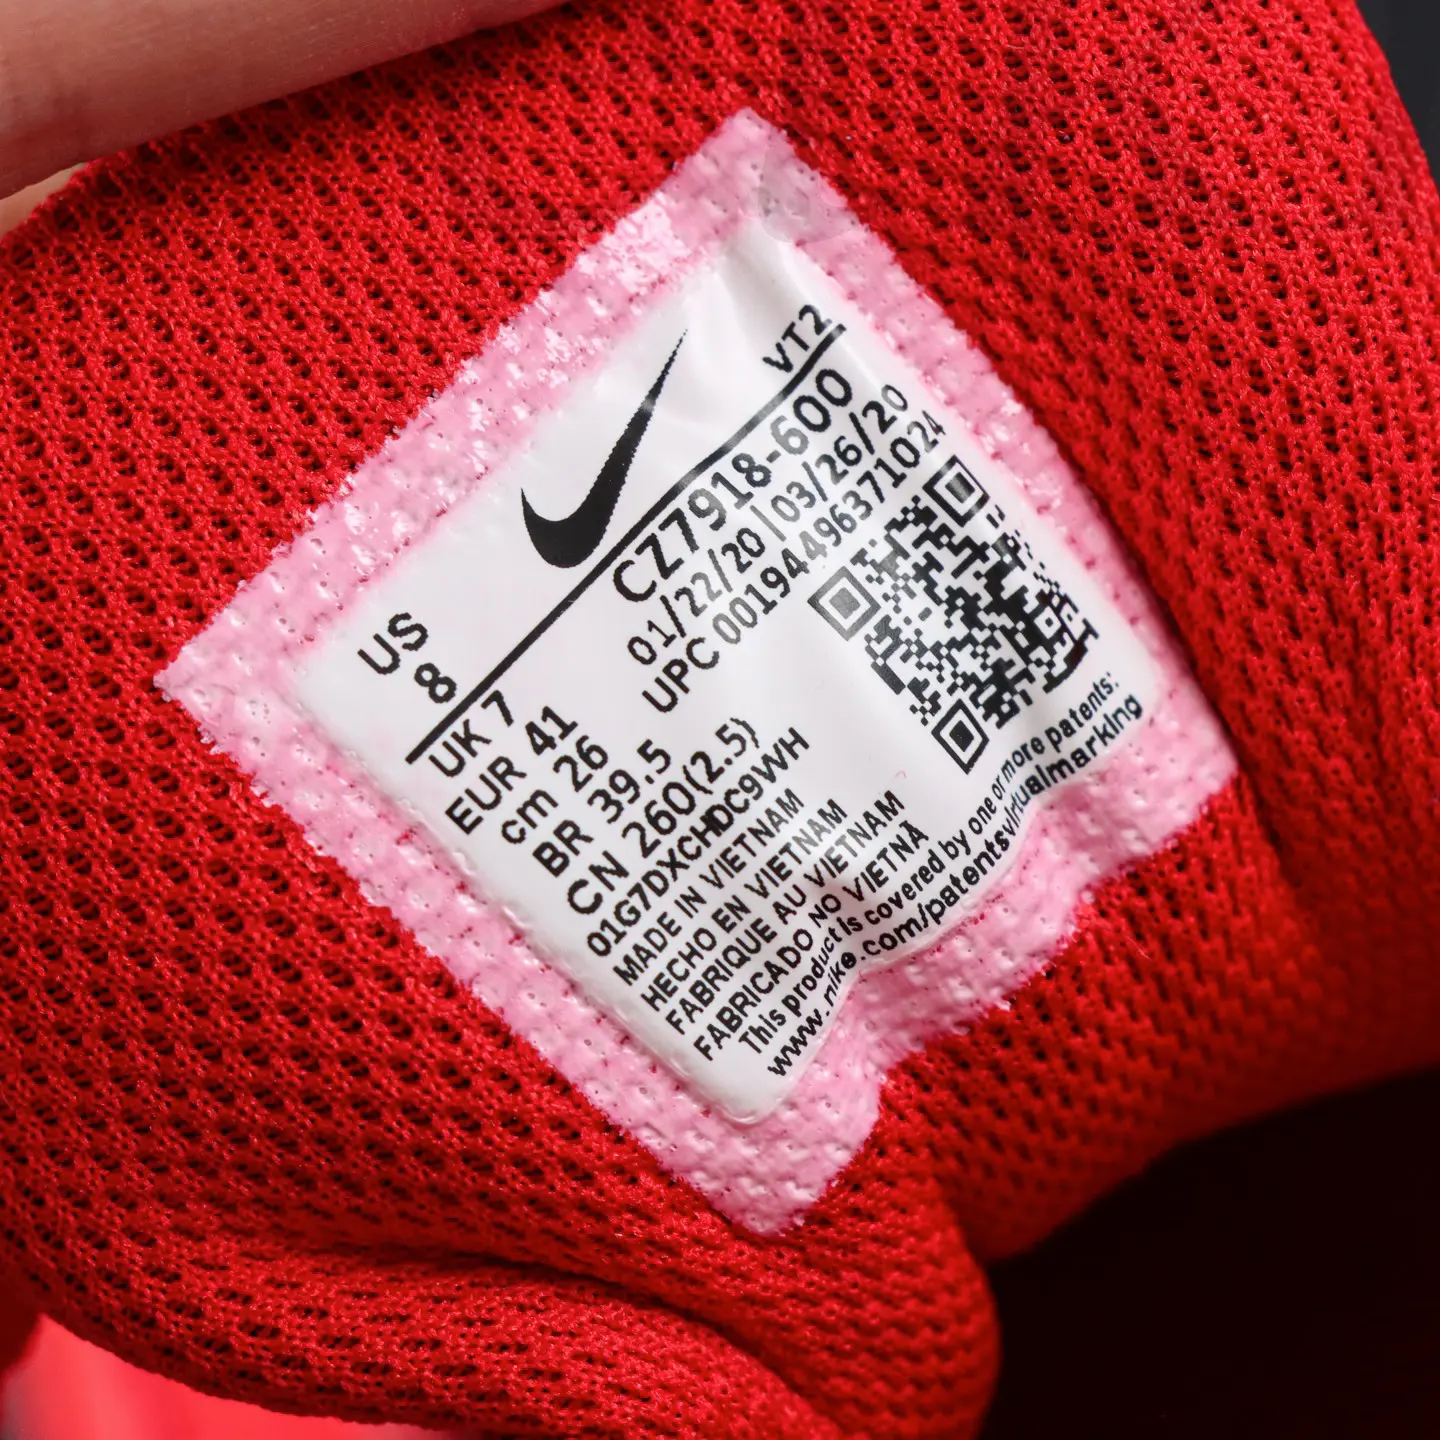 VT2
US
8
UK 7
EUR 41
cm 26
BR 39.5
CN 260(2.5)
CZ7918-600
01/22/20|03/26/20
UPC 00194496371024
01G7DXCHDC9WH
MADE IN VIETNAM
HECHO EN VIETNAM
FABRIQUE AU VIETNAM
FABRICADO NO VIETNÃ
This product is covered by one or more patents:
www.nike.com/patentsvirtualmarking